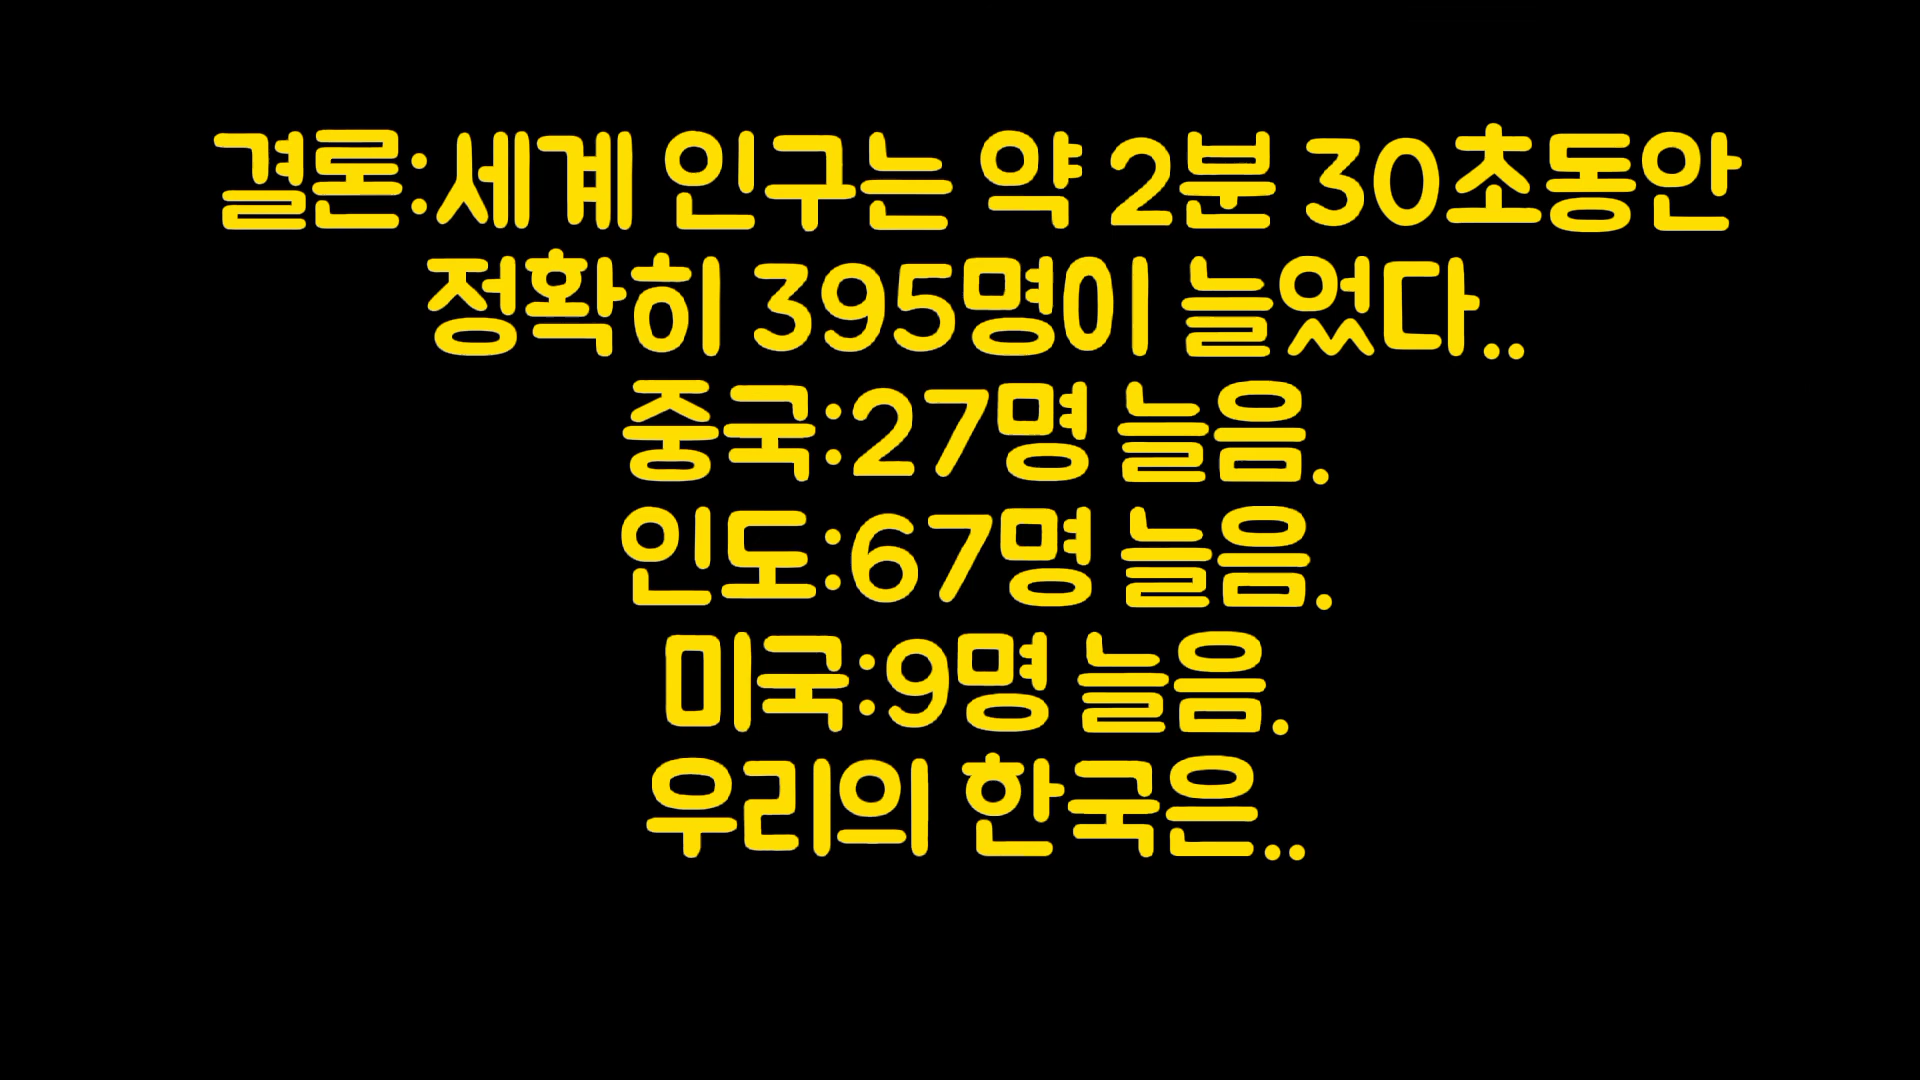 결론:세계 인구는 약 2분 30초동안
정확히 395명이 늘었다..
중국:27명 늘음.
인도:67명 늘음.
미국:9명 늘음.
우리의 한국은..